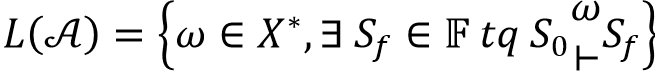 L(𝒜) = {ω ∈ X*, ∃ S_f ∈ 𝔽 tq S_0 ⊢^ω S_f}